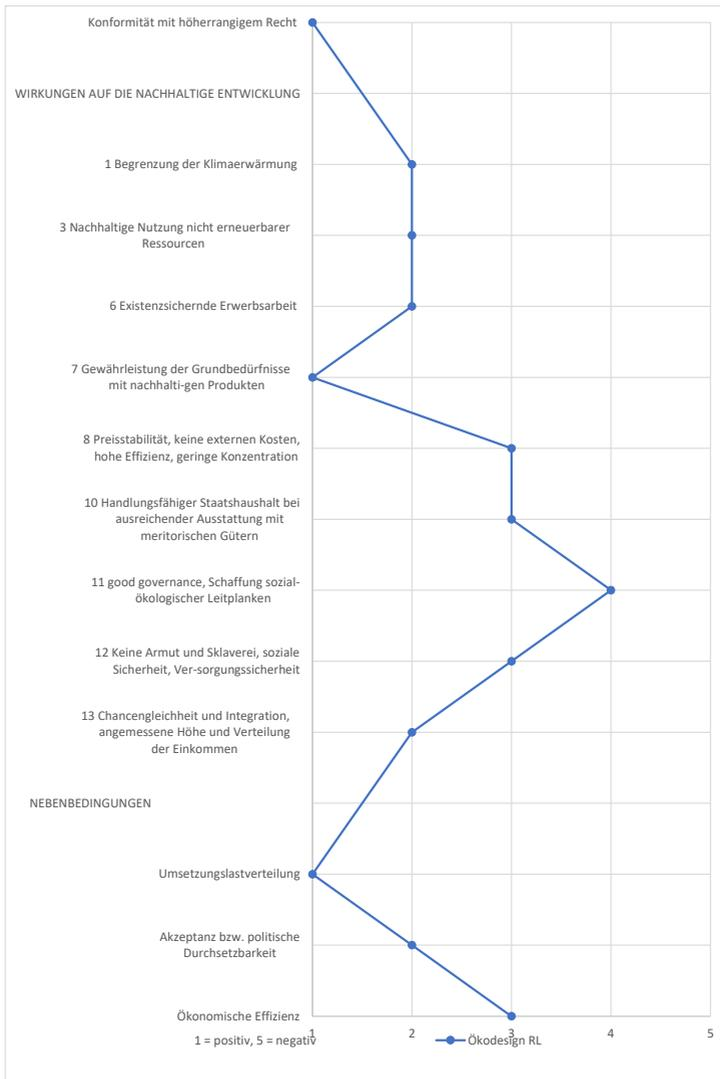 Konformität mit höherrangigem Recht
WIRKUNGEN AUF DIE NACHHALTIGE ENTWICKLUNG
1 Begrenzung der Klimaerwärmung
3 Nachhaltige Nutzung nicht erneuerbarer
Ressourcen
6 Existenzsichernde Erwerbsarbeit
7 Gewährleistung der Grundbedürfnisse
mit nachhalti-gen Produkten
8 Preisstabilität, keine externen Kosten,
hohe Effizienz, geringe Konzentration
10 Handlungsfähiger Staatshaushalt bei
ausreichender Ausstattung mit
meritorischen Gütern
11 good governance, Schaffung sozial-
ökologischer Leitplanken
12 Keine Armut und Sklaverei, soziale
Sicherheit, Ver-sorgungssicherheit
13 Chancengleichheit und Integration,
angemessene Höhe und Verteilung
der Einkommen
NEBENBEDINGUNGEN
Umsetzungslastverteilung
Akzeptanz bzw. politische
Durchsetzbarkeit
Ökonomische Effizienz
1 2 3 4 5
1 = positiv, 5 = negativ
Ökodesign RL